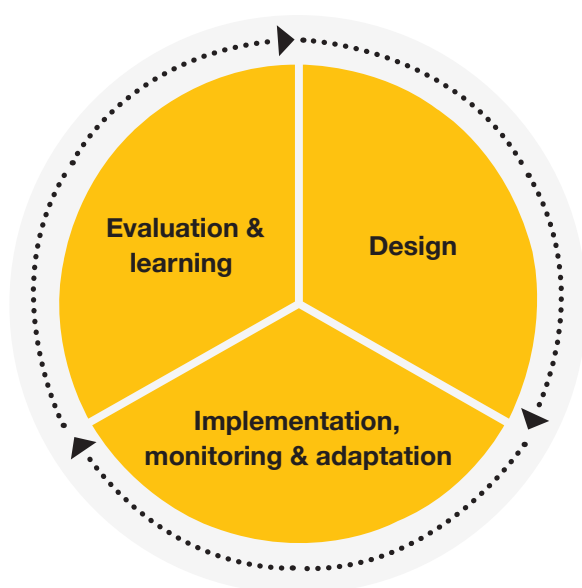 Evaluation &
learning
Design
Implementation,
monitoring & adaptation